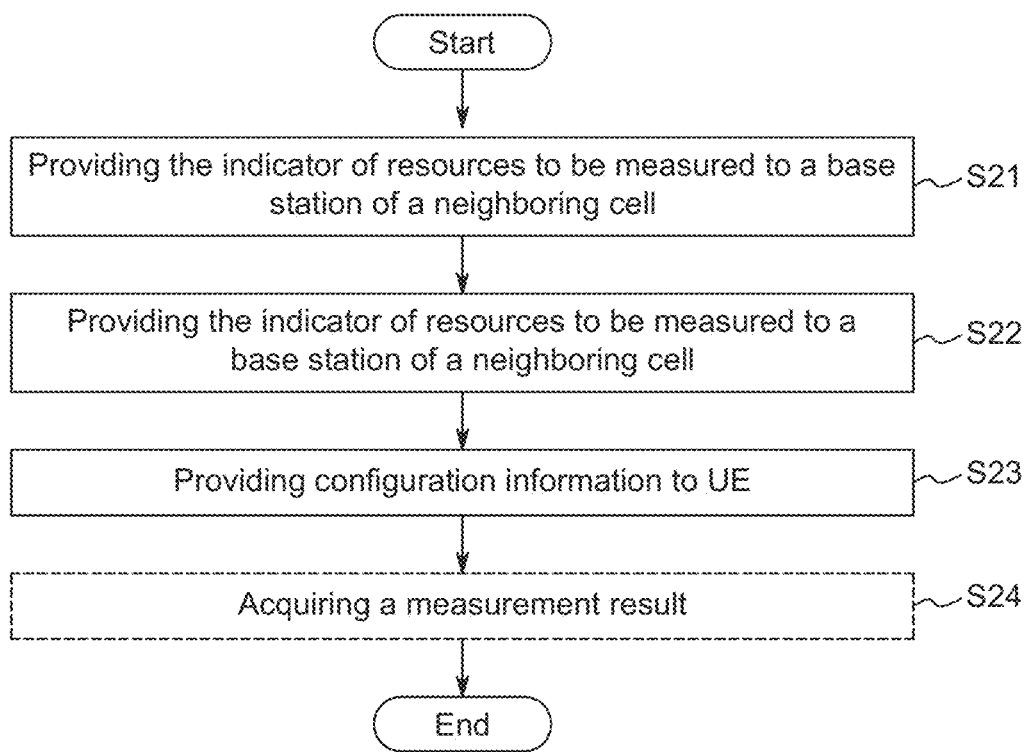 Start
Providing the indicator of resources to be measured to a base
station of a neighboring cell
S21
Providing the indicator of resources to be measured to a
base station of a neighboring cell
S22
Providing configuration information to UE
S23
Acquiring a measurement result
S24
End